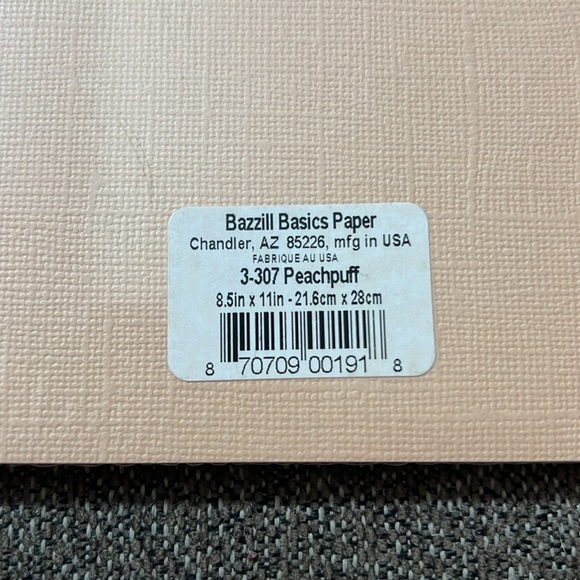 Bazzill Basics Paper
Chandler, AZ 85226, mfg in USA
FABRIQUE AU USA
3-307 Peachpuff
8.5in x 11in - 21.6cm x 28cm
8 70709 00191 8